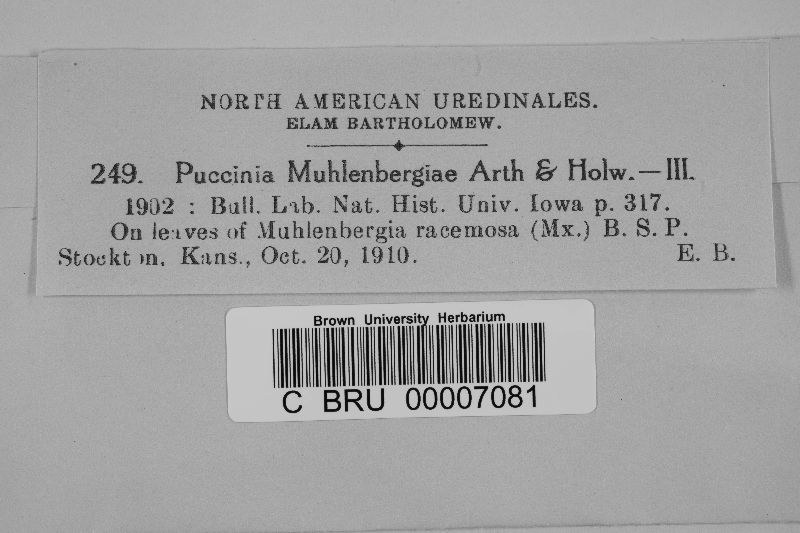 NORTH AMERICAN UREDINALES.
ELAM BARTHOLOMEW.
249. Puccinia Muhlenbergiae Arth & Holw.—III.
1902 : Bull. Lab. Nat. Hist. Univ. Iowa p. 317.
On leaves of Muhlenbergia racemosa (Mx.) B. S. P.
Stockton, Kans., Oct. 20, 1910. E. B.
Brown University Herbarium
C BRU 00007081